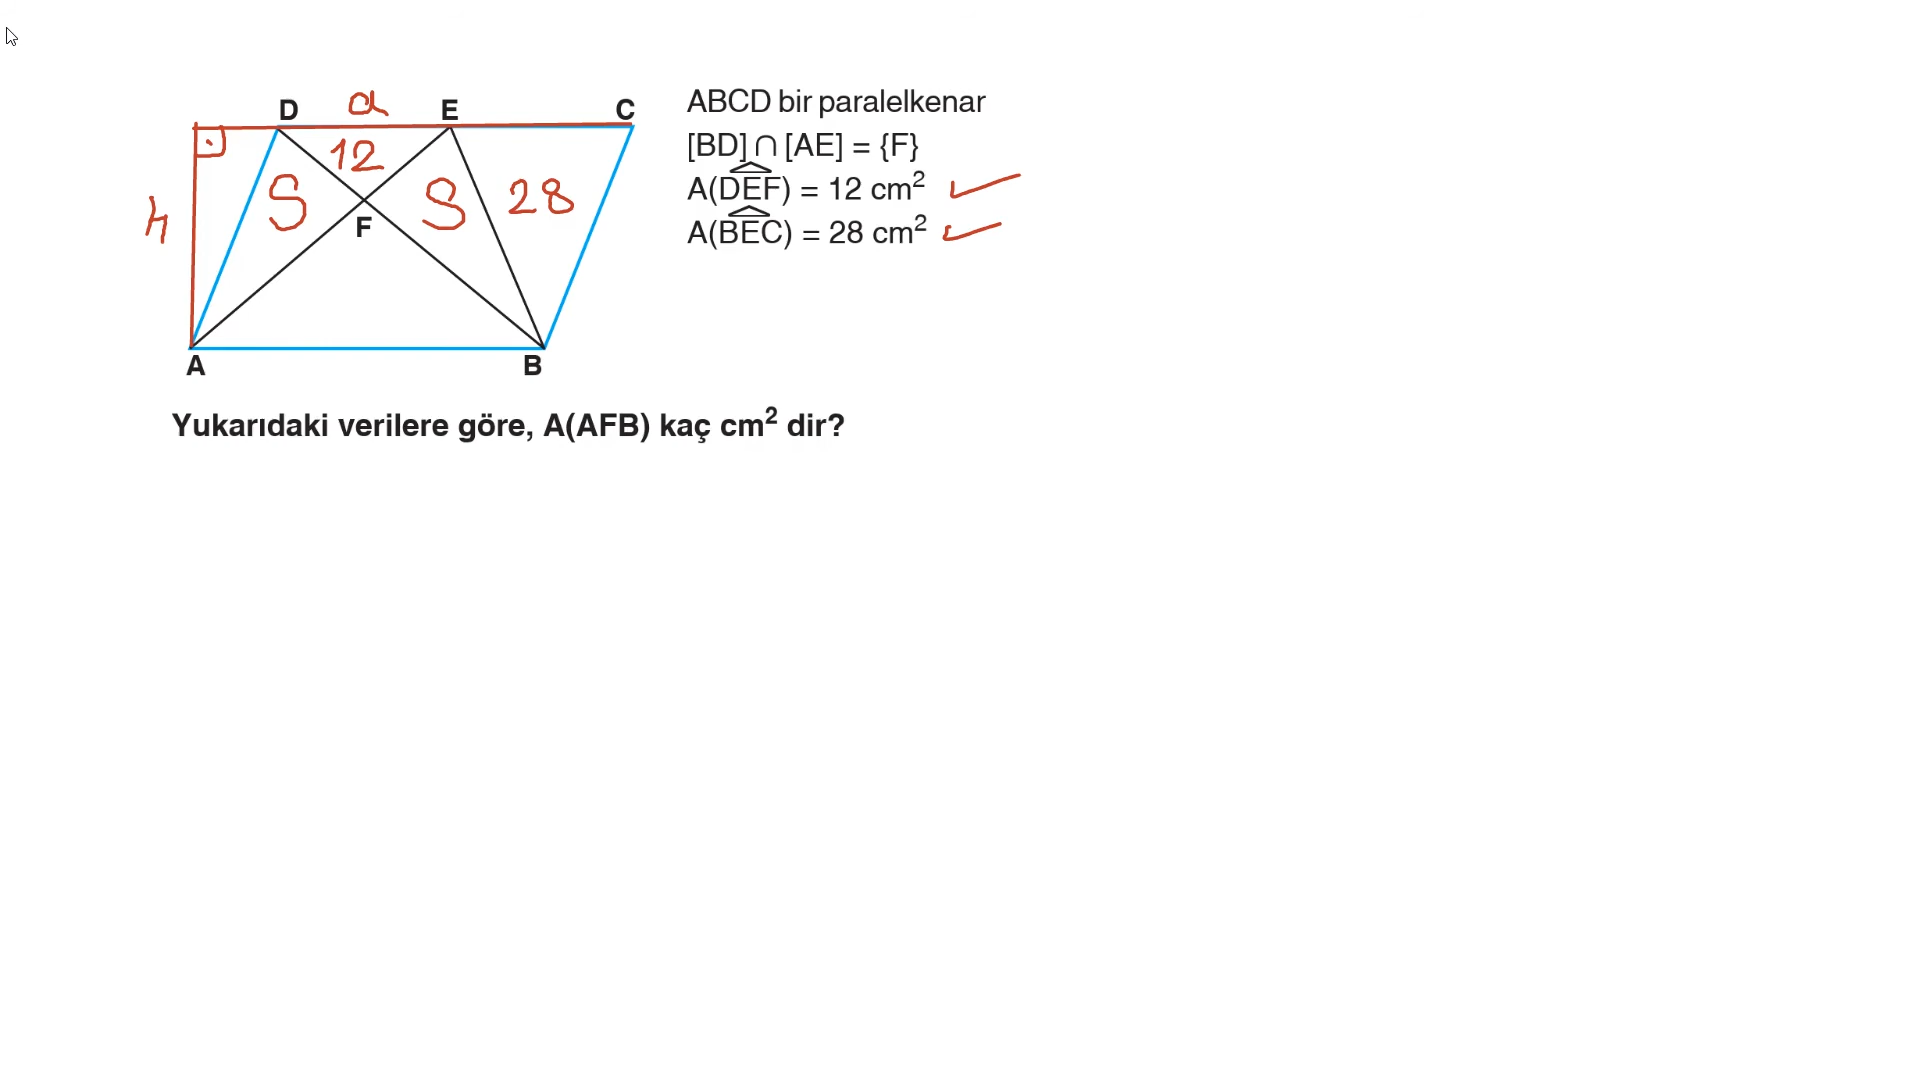 D a E C
12
S S 28
h
F
A B
ABCD bir paralelkenar
[BD] ∩ [AE] = {F}
A(DEF) = 12 cm²
A(BEC) = 28 cm²
Yukarıdaki verilere göre, A(AFB) kaç cm² dir?